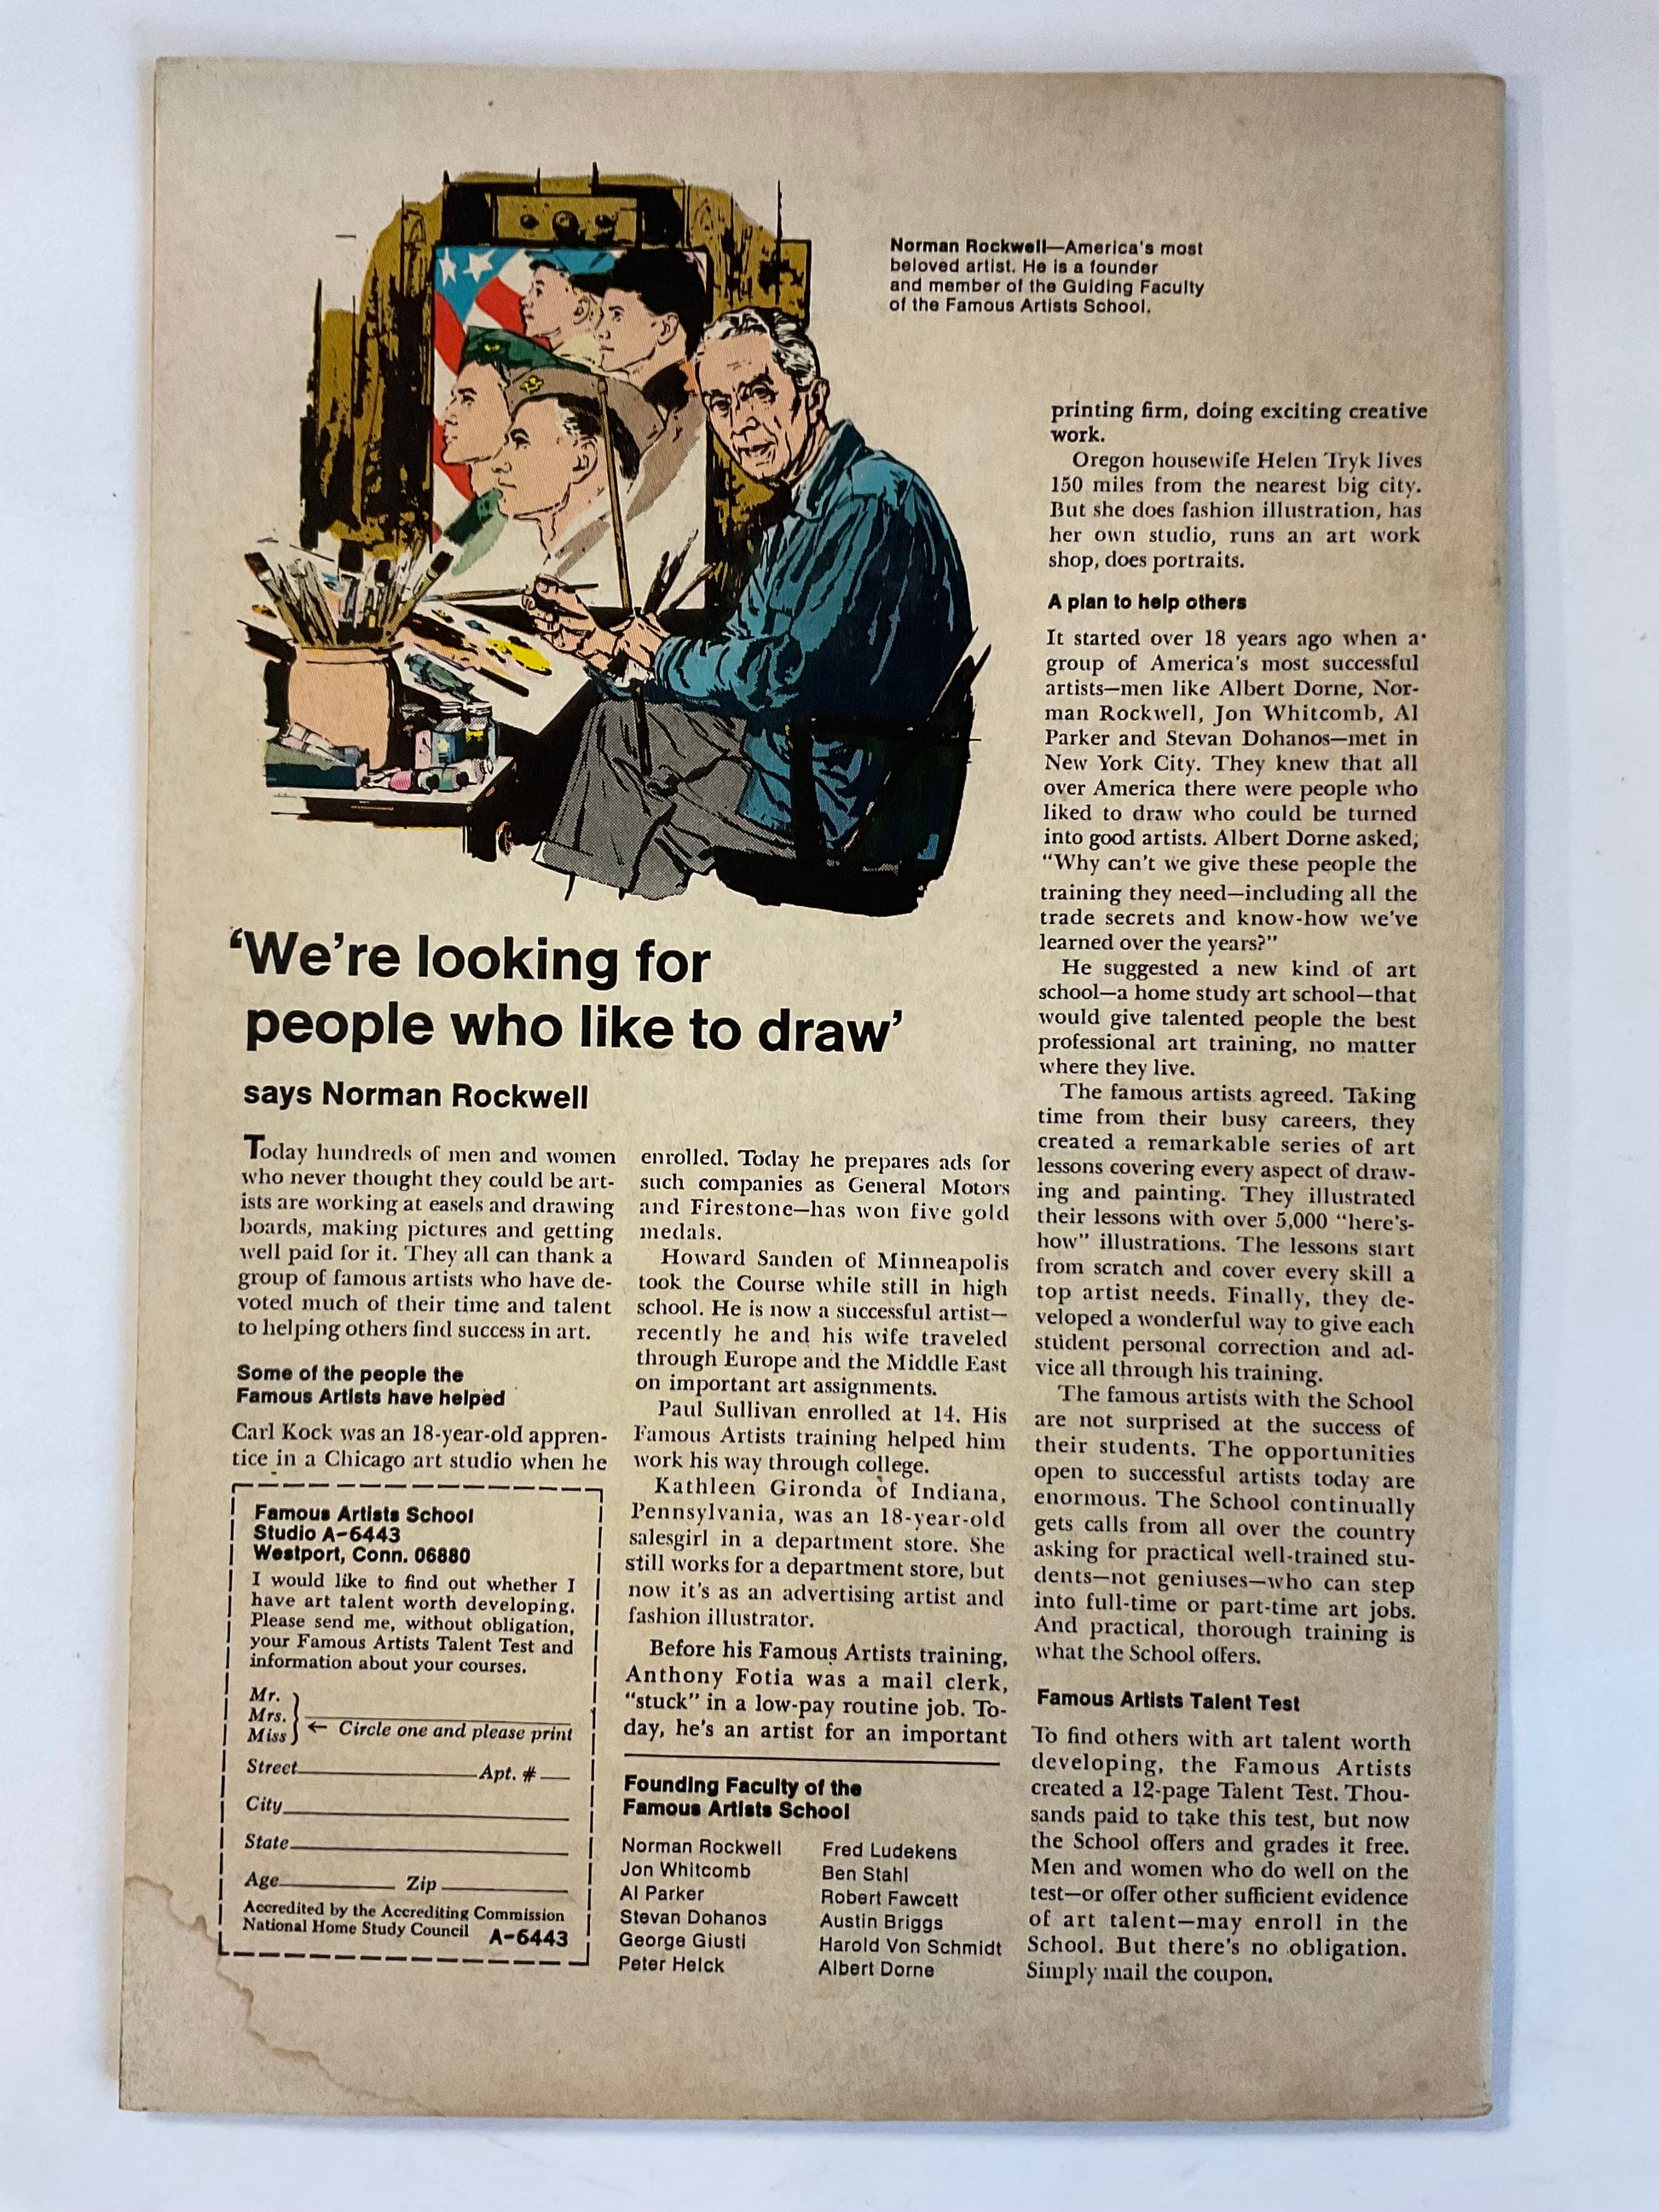 Norman Rockwell—America's most
beloved artist. He is a founder
and member of the Guiding Faculty
of the Famous Artists School.
'We're looking for
people who like to draw'
says Norman Rockwell
Today hundreds of men and women
who never thought they could be art-
ists are working at easels and drawing
boards, making pictures and getting
well paid for it. They all can thank a
group of famous artists who have de-
voted much of their time and talent
to helping others find success in art.
Some of the people the
Famous Artists have helped
Carl Kock was an 18-year-old appren-
tice in a Chicago art studio when he
enrolled. Today he prepares ads for
such companies as General Motors
and Firestone—has won five gold
medals.
Howard Sanden of Minneapolis
took the Course while still in high
school. He is now a successful artist—
recently he and his wife traveled
through Europe and the Middle East
on important art assignments.
Paul Sullivan enrolled at 14. His
Famous Artists training helped him
work his way through college.
Kathleen Gironda of Indiana,
Pennsylvania, was an 18-year-old
salesgirl in a department store. She
still works for a department store, but
now it's as an advertising artist and
fashion illustrator.
Before his Famous Artists training,
Anthony Fotia was a mail clerk,
"stuck" in a low-pay routine job. To-
day, he's an artist for an important
printing firm, doing exciting creative
work.
Oregon housewife Helen Tryk lives
150 miles from the nearest big city.
But she does fashion illustration, has
her own studio, runs an art work
shop, does portraits.
A plan to help others
It started over 18 years ago when a
group of America's most successful
artists—men like Albert Dorne, Nor-
man Rockwell, Jon Whitcomb, Al
Parker and Stevan Dohanos—met in
New York City. They knew that all
over America there were people who
liked to draw who could be turned
into good artists. Albert Dorne asked,
"Why can't we give these people the
training they need—including all the
trade secrets and know-how we've
learned over the years?"
He suggested a new kind of art
school—a home study art school—that
would give talented people the best
professional art training, no matter
where they live.
The famous artists agreed. Taking
time from their busy careers, they
created a remarkable series of art
lessons covering every aspect of draw-
ing and painting. They illustrated
their lessons with over 5,000 "here's-
how" illustrations. The lessons start
from scratch and cover every skill a
top artist needs. Finally, they de-
veloped a wonderful way to give each
student personal correction and ad-
vice all through his training.
The famous artists with the School
are not surprised at the success of
their students. The opportunities
open to successful artists today are
enormous. The School continually
gets calls from all over the country
asking for practical well-trained stu-
dents—not geniuses—who can step
into full-time or part-time art jobs.
And practical, thorough training is
what the School offers.
Famous Artists Talent Test
To find others with art talent worth
developing, the Famous Artists
created a 12-page Talent Test. Thou-
sands paid to take this test, but now
the School offers and grades it free.
Men and women who do well on the
test—or offer other sufficient evidence
of art talent—may enroll in the
School. But there's no obligation.
Simply mail the coupon.
Famous Artists School
Studio A-6443
Westport, Conn. 06880
I would like to find out whether I
have art talent worth developing.
Please send me, without obligation,
your Famous Artists Talent Test and
information about your courses.
Mr.
Mrs.
Miss ← Circle one and please print
Street Apt. #
City
State
Age Zip
Accredited by the Accrediting Commission
National Home Study Council A-6443
Founding Faculty of the
Famous Artists School
Norman Rockwell
Jon Whitcomb
Al Parker
Stevan Dohanos
George Giusti
Peter Helck
Fred Ludekens
Ben Stahl
Robert Fawcett
Austin Briggs
Harold Von Schmidt
Albert Dorne